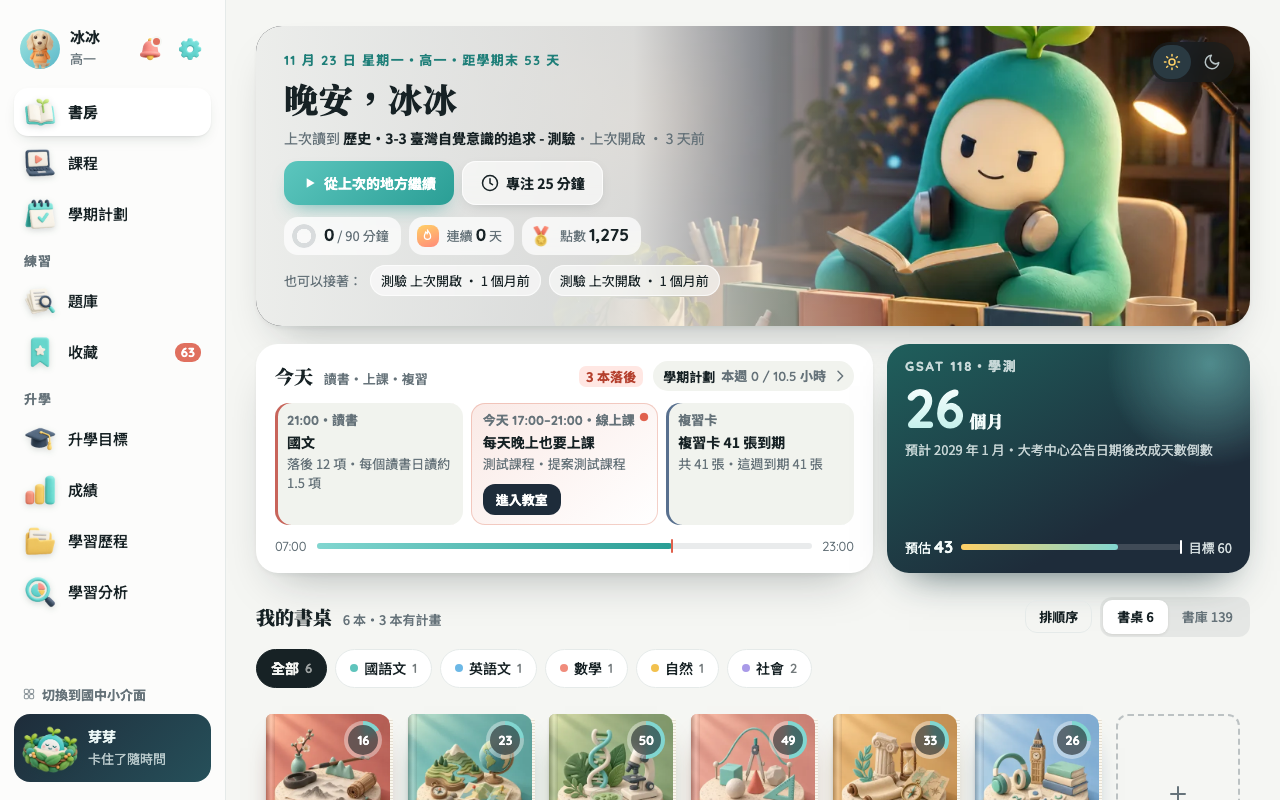 冰冰
高一
書房
課程
學期計劃
練習
題庫
收藏
63
升學
升學目標
成績
學習歷程
學習分析
切換到國中小介面
芽芽
卡住了隨時問
11 月 23 日 星期一・高一・距學期末 53 天
晚安，冰冰
上次讀到 歷史・3-3 臺灣自覺意識的追求 - 測驗・上次開啟 ・ 3 天前
從上次的地方繼續
專注 25 分鐘
0 / 90 分鐘
連續 0 天
點數 1,275
也可以接著：
測驗 上次開啟 ・ 1 個月前
測驗 上次開啟 ・ 1 個月前
今天 讀書・上課・複習
3 本落後
學期計劃 本週 0 / 10.5 小時
21:00・讀書
國文
落後 12 項・每個讀書日讀約
1.5 項
今天 17:00–21:00・線上課
每天晚上也要上課
測試課程・提案測試課程
進入教室
複習卡
複習卡 41 張到期
共 41 張・這週到期 41 張
07:00
23:00
GSAT 118・學測
26 個月
預計 2029 年 1 月・大考中心公告日期後改成天數倒數
預估 43
目標 60
我的書桌 6 本・3 本有計畫
排順序
書桌 6
書庫 139
全部 6
國語文 1
英語文 1
數學 1
自然 1
社會 2
16
23
50
49
33
26